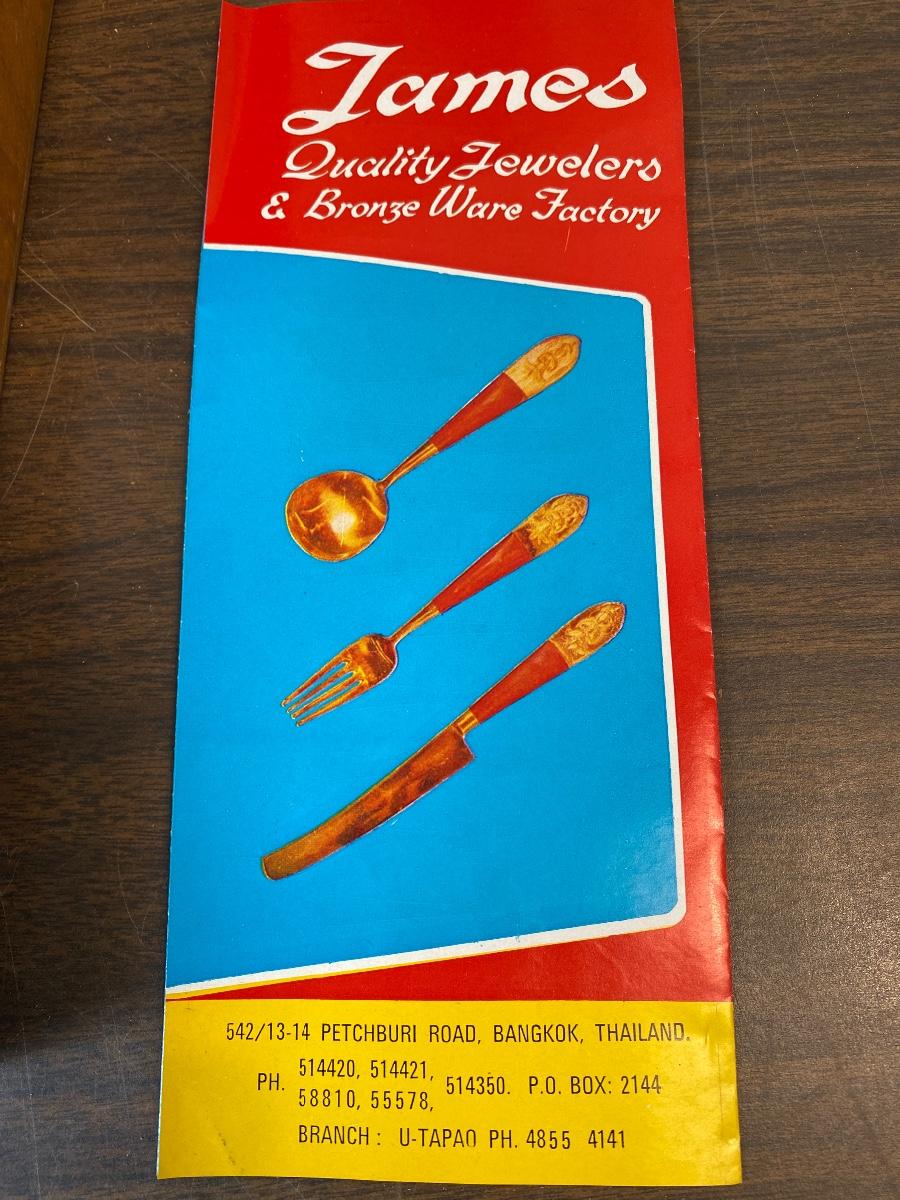 James
Quality Jewelers
& Bronze Ware Factory
542/13-14 PETCHBURI ROAD, BANGKOK, THAILAND.
PH. 514420, 514421, 514350. P.O. BOX: 2144
58810, 55578,
BRANCH: U-TAPAO PH. 4855 4141